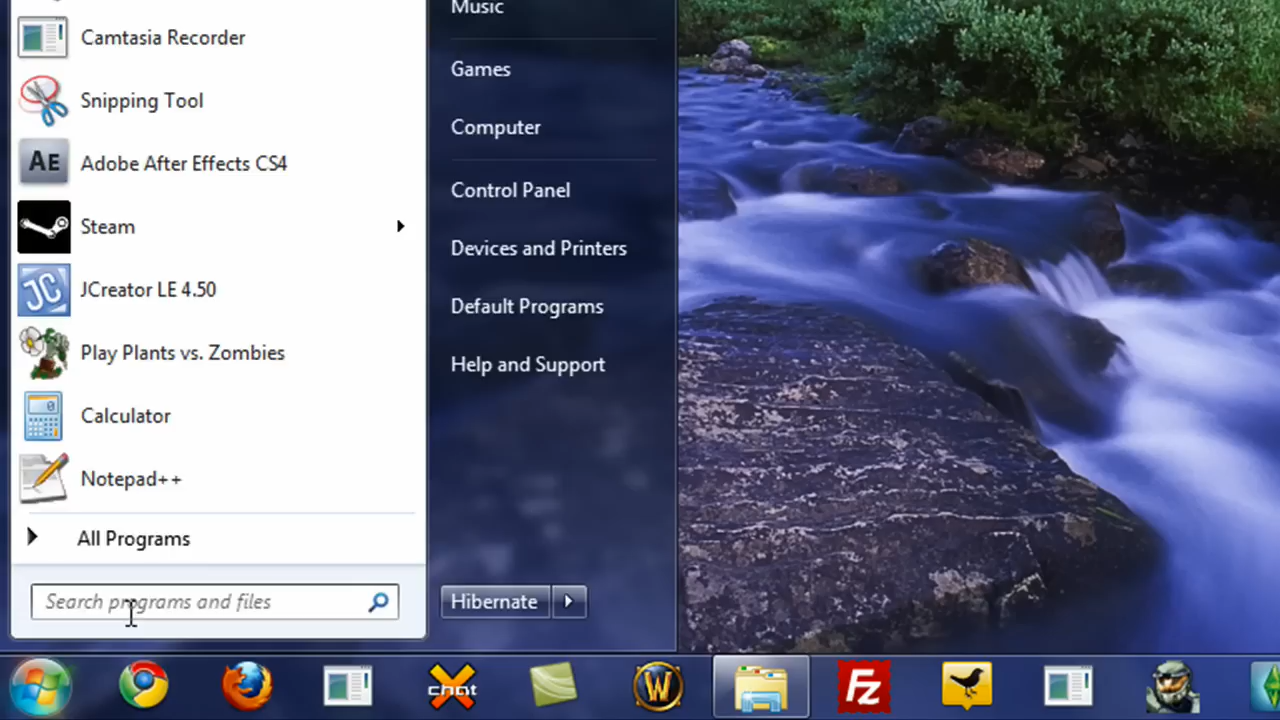 Camtasia Recorder
Snipping Tool
AE Adobe After Effects CS4
Steam
JC JCreator LE 4.50
Play Plants vs. Zombies
0 Calculator
Notepad++
All Programs
Search programs and files
Music
Games
Computer
Control Panel
Devices and Printers
Default Programs
Help and Support
Hibernate
X chat
W
FZ